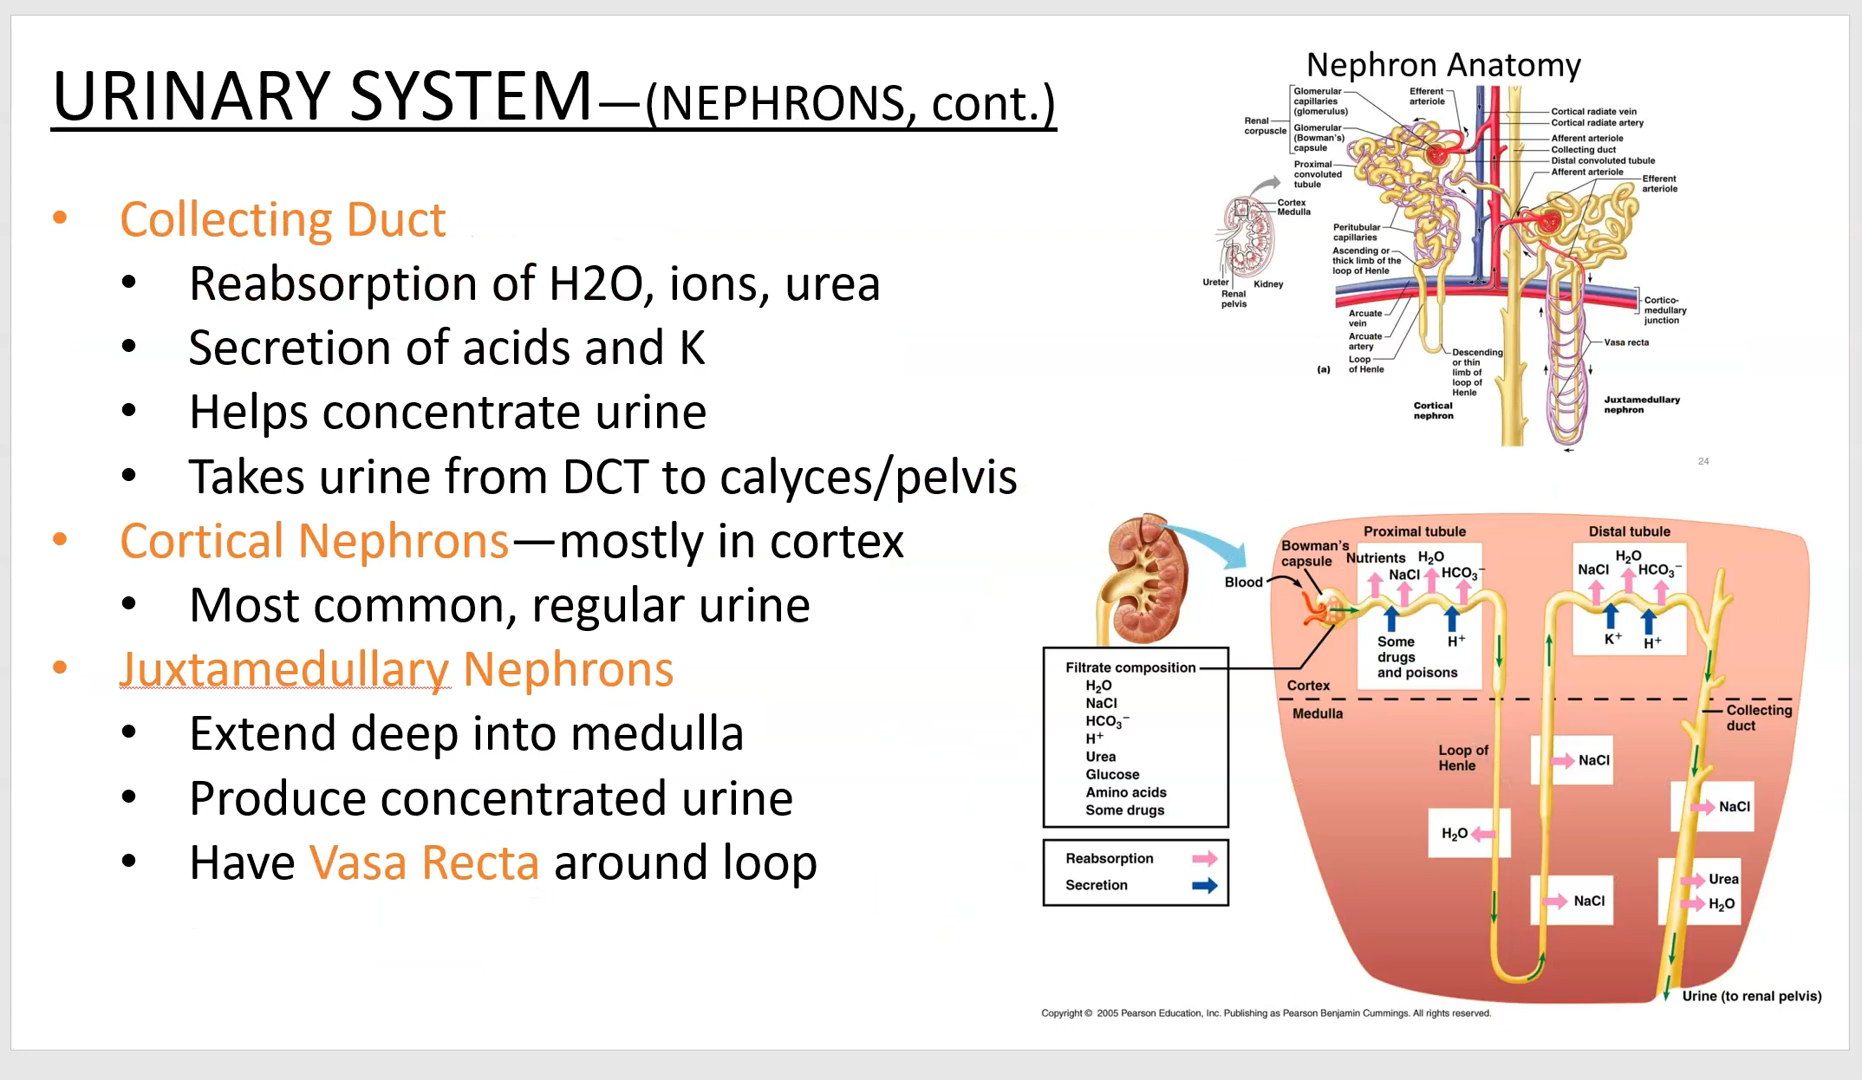 URINARY SYSTEM—(NEPHRONS, cont.)
• Collecting Duct
• Reabsorption of H2O, ions, urea
• Secretion of acids and K
• Helps concentrate urine
• Takes urine from DCT to calyces/pelvis
• Cortical Nephrons—mostly in cortex
• Most common, regular urine
• Juxtamedullary Nephrons
• Extend deep into medulla
• Produce concentrated urine
• Have Vasa Recta around loop
Nephron Anatomy
Glomerular
capillaries
(glomerulus)
Efferent
arteriole
Renal
corpuscle
Glomerular
(Bowman's)
capsule
Proximal
convoluted
tubule
Cortical radiate vein
Cortical radiate artery
Afferent arteriole
Collecting duct
Distal convoluted tubule
Afferent arteriole
Efferent
arteriole
Cortex
Medulla
Ureter
Renal
pelvis
Kidney
Peritubular
capillaries
Ascending or
thick limb of the
loop of Henle
Arcuate
vein
Arcuate
artery
Loop
of Henle
(a)
Descending
or thin
limb of
loop of
Henle
Cortical
nephron
Cortico-
medullary
junction
Vasa recta
Juxtamedullary
nephron
24
Proximal tubule
Distal tubule
Bowman's
capsule
Blood
Nutrients
H₂O
NaCl
HCO₃⁻
Some
drugs
and poisons
H⁺
H₂O
NaCl
HCO₃⁻
K⁺
H⁺
Filtrate composition
H₂O
NaCl
HCO₃⁻
H⁺
Urea
Glucose
Amino acids
Some drugs
Reabsorption
Secretion
Cortex
Medulla
Loop of
Henle
H₂O
NaCl
NaCl
Collecting
duct
NaCl
Urea
H₂O
Urine (to renal pelvis)
Copyright © 2005 Pearson Education, Inc. Publishing as Pearson Benjamin Cummings. All rights reserved.